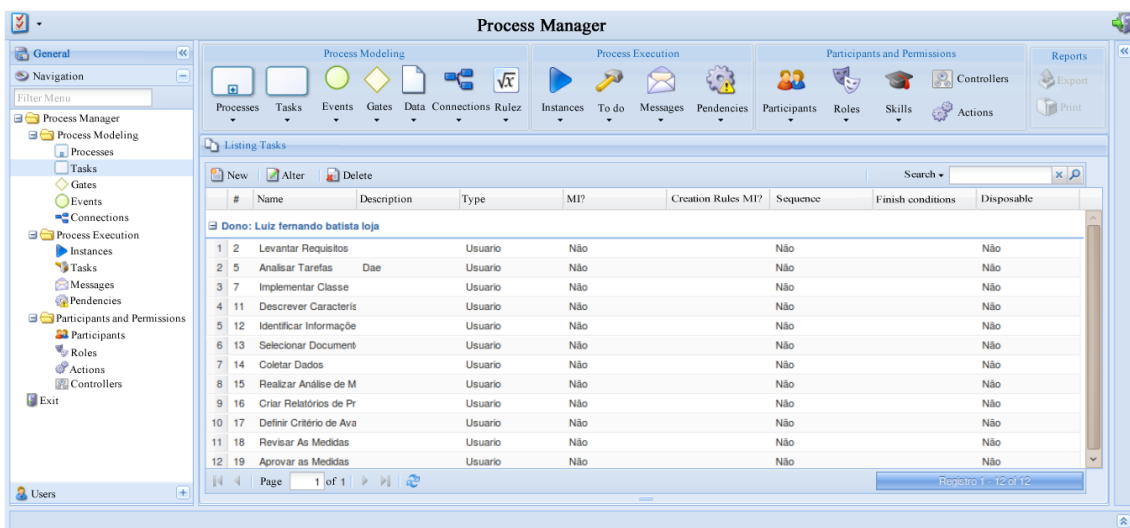 Process Manager
General
Navigation
Filter Menu
Process Manager
Process Modeling
Processes
Tasks
Gates
Events
Connections
Process Execution
Instances
Tasks
Messages
Pendencies
Participants and Permissions
Participants
Roles
Actions
Controllers
Exit
Users
Process Modeling
Processes Tasks Events Gates Data Connections Rulez
Process Execution
Instances To do Messages Pendencies
Participants and Permissions
Participants Roles Skills Controllers
Actions
Reports
Export
Print
Listing Tasks
New Alter Delete Search
# Name Description Type MI? Creation Rules MI? Sequence Finish conditions Disposable
Dono: Luiz fernando batista loja
1 2 Levantar Requisitos Usuario Não Não Não
2 5 Analisar Tarefas Dae Usuario Não Não Não
3 7 Implementar Classe Usuario Não Não Não
4 11 Descrever Caracterís Usuario Não Não Não
5 12 Identificar Informaçõe Usuario Não Não Não
6 13 Selecionar Document Usuario Não Não Não
7 14 Coletar Dados Usuario Não Não Não
8 15 Realizar Análise de M Usuario Não Não Não
9 16 Criar Relatórios de Pr Usuario Não Não Não
10 17 Definir Critério de Ava Usuario Não Não Não
11 18 Revisar As Medidas Usuario Não Não Não
12 19 Aprovar as Medidas Usuario Não Não Não
Page 1 of 1 Registro 1 - 12 of 12